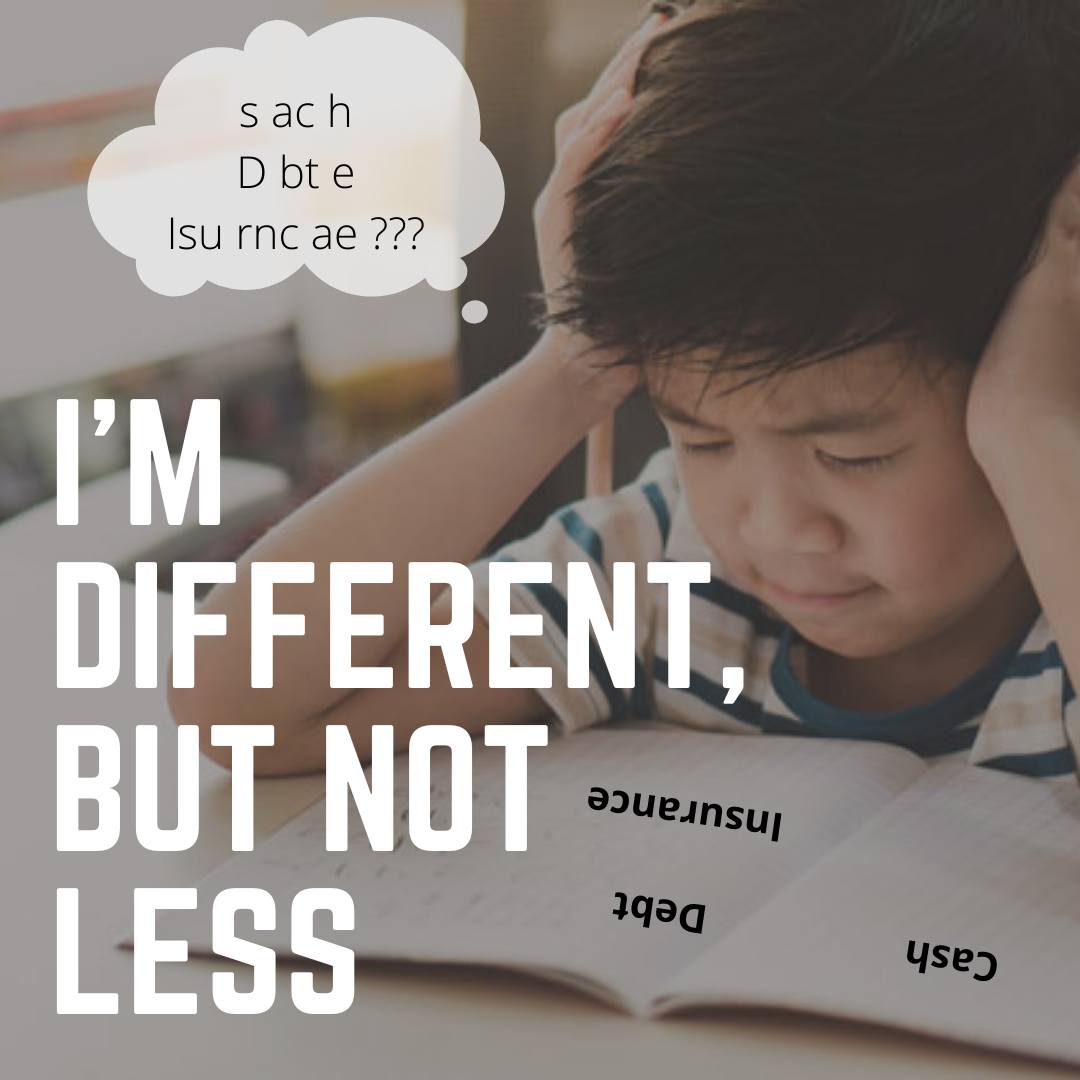 s ac h
D bt e
Isu rnc ae ???
I'M
DIFFERENT,
BUT NOT
LESS
Insurance
Debt
Cash